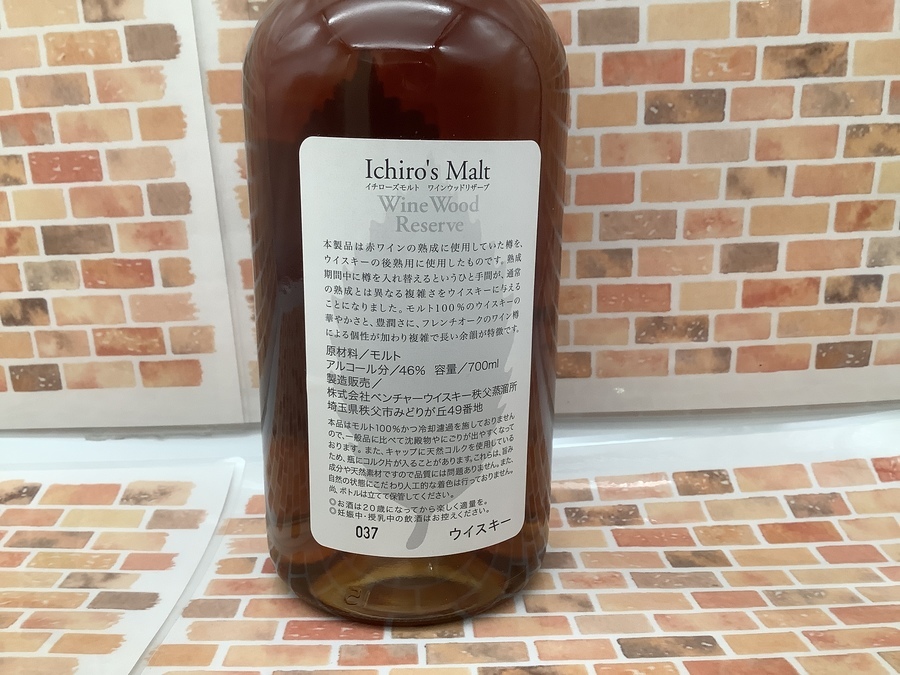 Ichiro's Malt
イチローズモルト ワインウッドリザーブ
Wine Wood
Reserve
本製品は赤ワインの熟成に使用していた樽を、
ウイスキーの後熟用に使用したものです。熟成
期間中に樽を入れ替えるというひと手間が、通常
の熟成とは異なる複雑さをウイスキーに与える
ことになりました。モルト100%のウイスキーの
華やかさと、豊潤さに、フレンチオークのワイン樽
による個性が加わり複雑で長い余韻が特徴です。
原材料／モルト
アルコール分／46% 容量／700ml
製造販売／
株式会社ベンチャーウイスキー秩父蒸溜所
埼玉県秩父市みどりが丘49番地
本品はモルト100%かつ冷却濾過を施しておりません
ので、一般品に比べて沈殿物やにごりが出やすくなって
おります。また、キャップに天然コルクを使用している
ため、瓶にコルク片が入ることがあります。これらは、旨み
成分や天然素材ですので品質には問題ありません。また、
自然の状態にこだわり人工的な着色は行っておりません。
尚、ボトルは立てて保管してください。
◎お酒は20歳になってから楽しく適量を。
◎妊娠中・授乳中の飲酒はお控えください。
037 ウイスキー